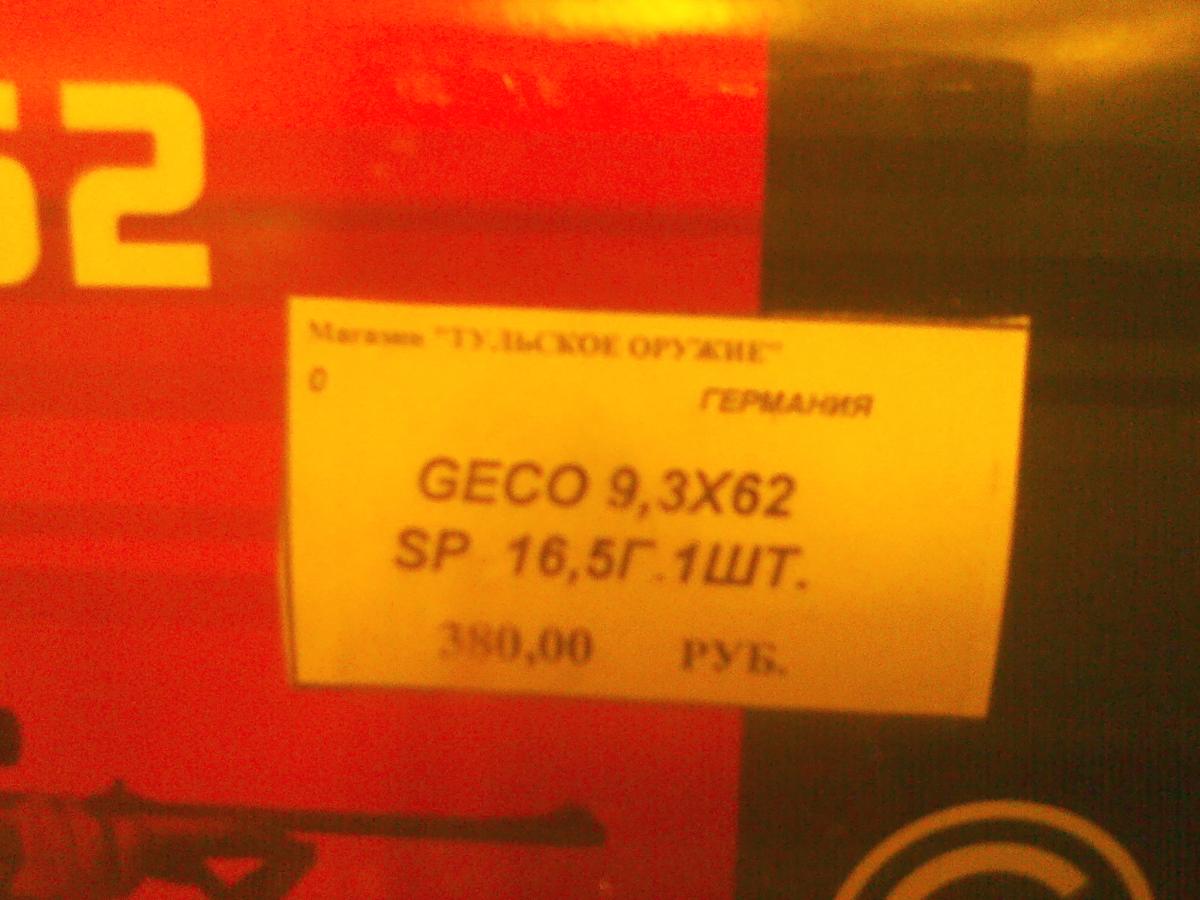 62
Магазин "ТУЛЬСКОЕ ОРУЖИЕ"
0
ГЕРМАНИЯ
GECO 9,3X62
SP 16,5Г.1ШТ.
380,00 РУБ.